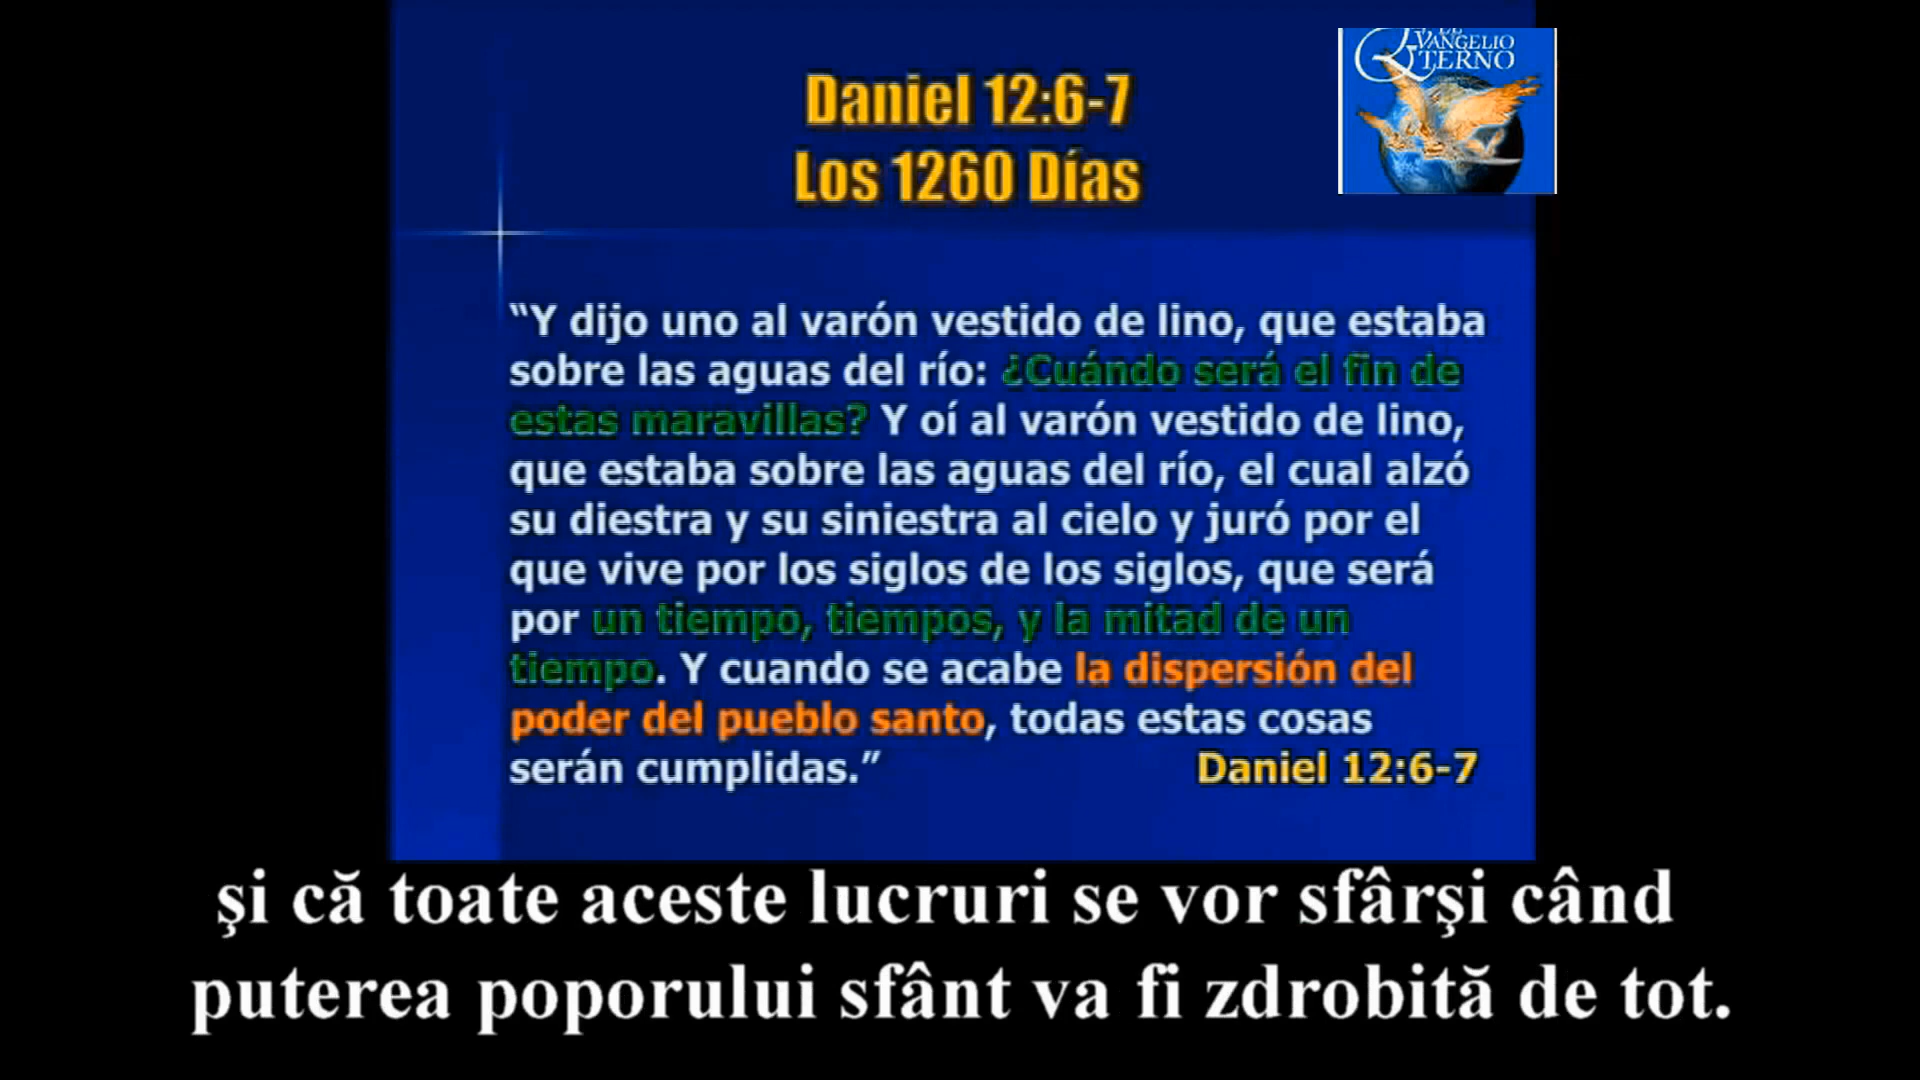 Daniel 12:6-7
Los 1260 Días
VANGELIO
TERNO
“Y dijo uno al varón vestido de lino, que estaba
sobre las aguas del río: ¿Cuándo será el fin de
estas maravillas? Y oí al varón vestido de lino,
que estaba sobre las aguas del río, el cual alzó
su diestra y su siniestra al cielo y juró por el
que vive por los siglos de los siglos, que será
por un tiempo, tiempos, y la mitad de un
tiempo. Y cuando se acabe la dispersión del
poder del pueblo santo, todas estas cosas
serán cumplidas.” Daniel 12:6-7
şi că toate aceste lucruri se vor sfârşi când
puterea poporului sfânt va fi zdrobită de tot.